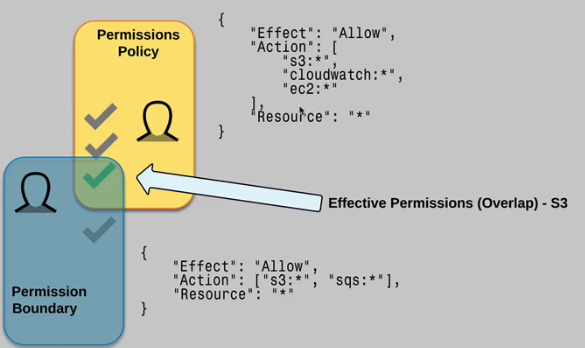 Permissions
Policy
{
"Effect": "Allow",
"Action": [
"s3:*",
"cloudwatch:*",
"ec2:*"
],
"Resource": "*"
}
Effective Permissions (Overlap) - S3
{
"Effect": "Allow",
"Action": ["s3:*", "sqs:*"],
"Resource": "*"
}
Permission
Boundary